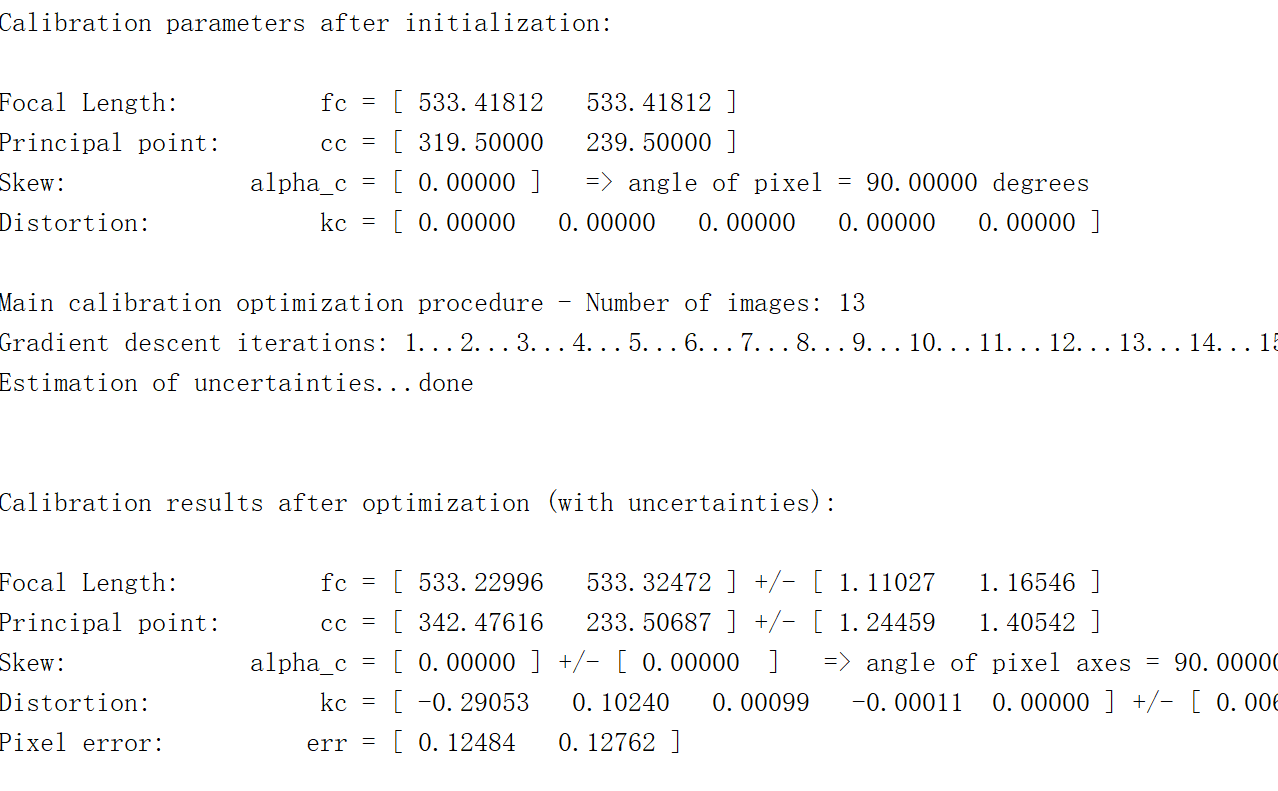 Calibration parameters after initialization:
Focal Length: fc = [ 533.41812 533.41812 ]
Principal point: cc = [ 319.50000 239.50000 ]
Skew: alpha_c = [ 0.00000 ] => angle of pixel = 90.00000 degrees
Distortion: kc = [ 0.00000 0.00000 0.00000 0.00000 0.00000 ]
Main calibration optimization procedure - Number of images: 13
Gradient descent iterations: 1...2...3...4...5...6...7...8...9...10...11...12...13...14...15
Estimation of uncertainties...done
Calibration results after optimization (with uncertainties):
Focal Length: fc = [ 533.22996 533.32472 ] +/- [ 1.11027 1.16546 ]
Principal point: cc = [ 342.47616 233.50687 ] +/- [ 1.24459 1.40542 ]
Skew: alpha_c = [ 0.00000 ] +/- [ 0.00000 ] => angle of pixel axes = 90.00000
Distortion: kc = [ -0.29053 0.10240 0.00099 -0.00011 0.00000 ] +/- [ 0.006
Pixel error: err = [ 0.12484 0.12762 ]